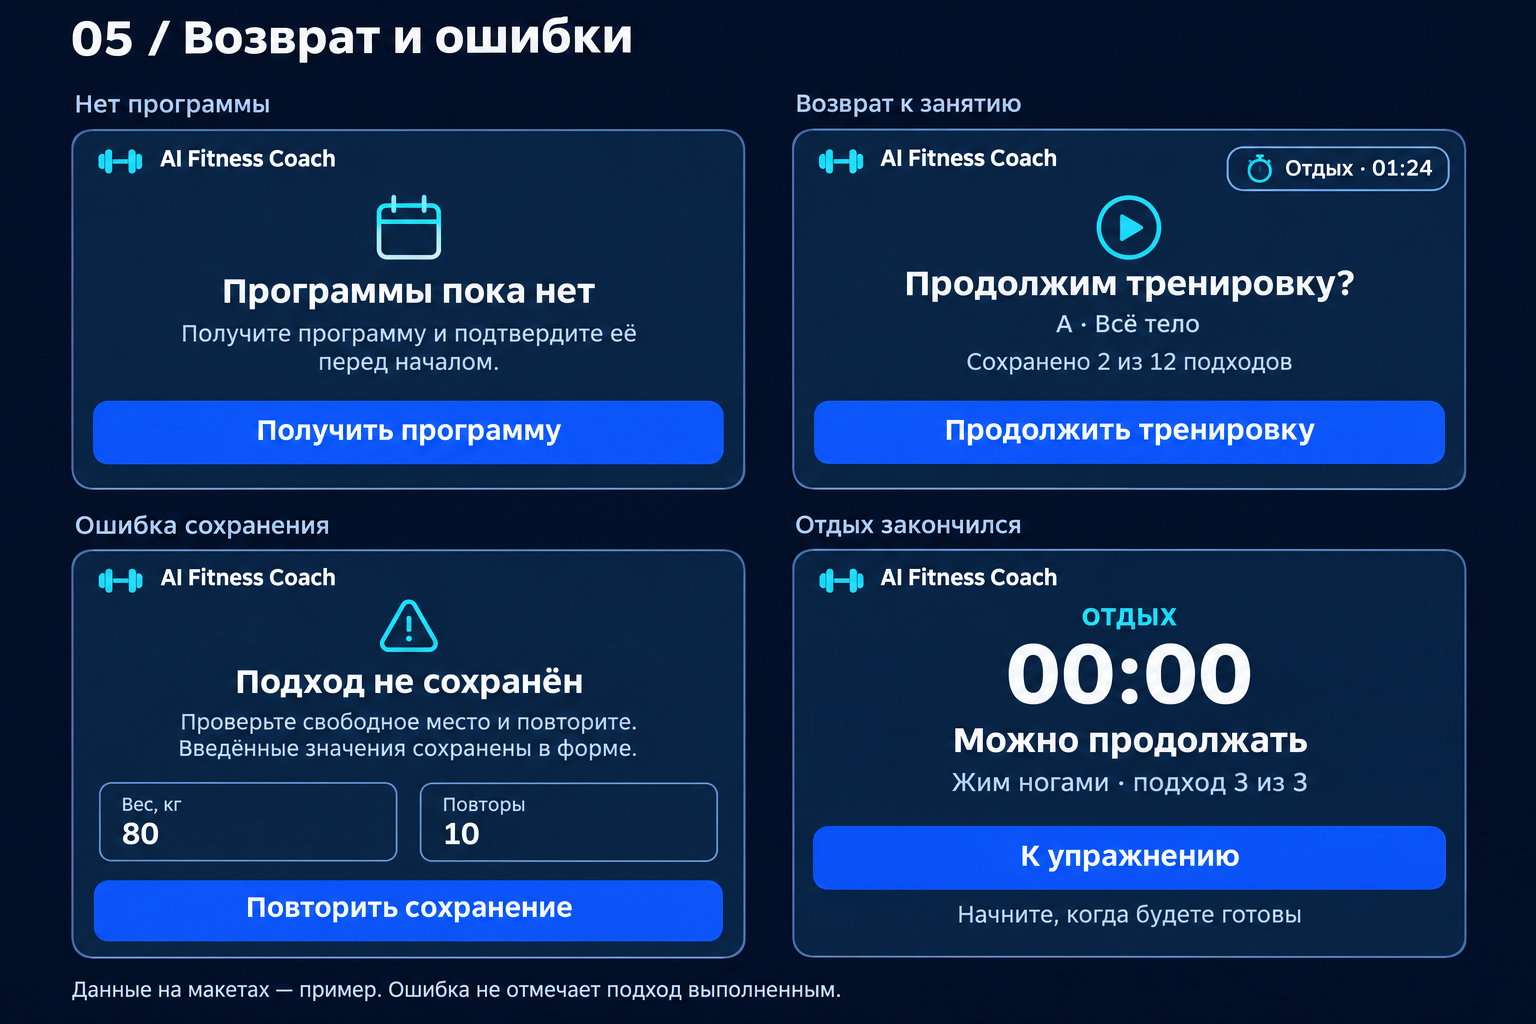 05 / Возврат и ошибки
Нет программы
AI Fitness Coach
Программы пока нет
Получите программу и подтвердите её
перед началом.
Получить программу
Возврат к занятию
AI Fitness Coach
Отдых · 01:24
Продолжим тренировку?
А · Всё тело
Сохранено 2 из 12 подходов
Продолжить тренировку
Ошибка сохранения
AI Fitness Coach
Подход не сохранён
Проверьте свободное место и повторите.
Введённые значения сохранены в форме.
Вес, кг
80
Повторы
10
Повторить сохранение
Отдых закончился
AI Fitness Coach
ОТДЫХ
00:00
Можно продолжать
Жим ногами · подход 3 из 3
К упражнению
Начните, когда будете готовы
Данные на макетах — пример. Ошибка не отмечает подход выполненным.